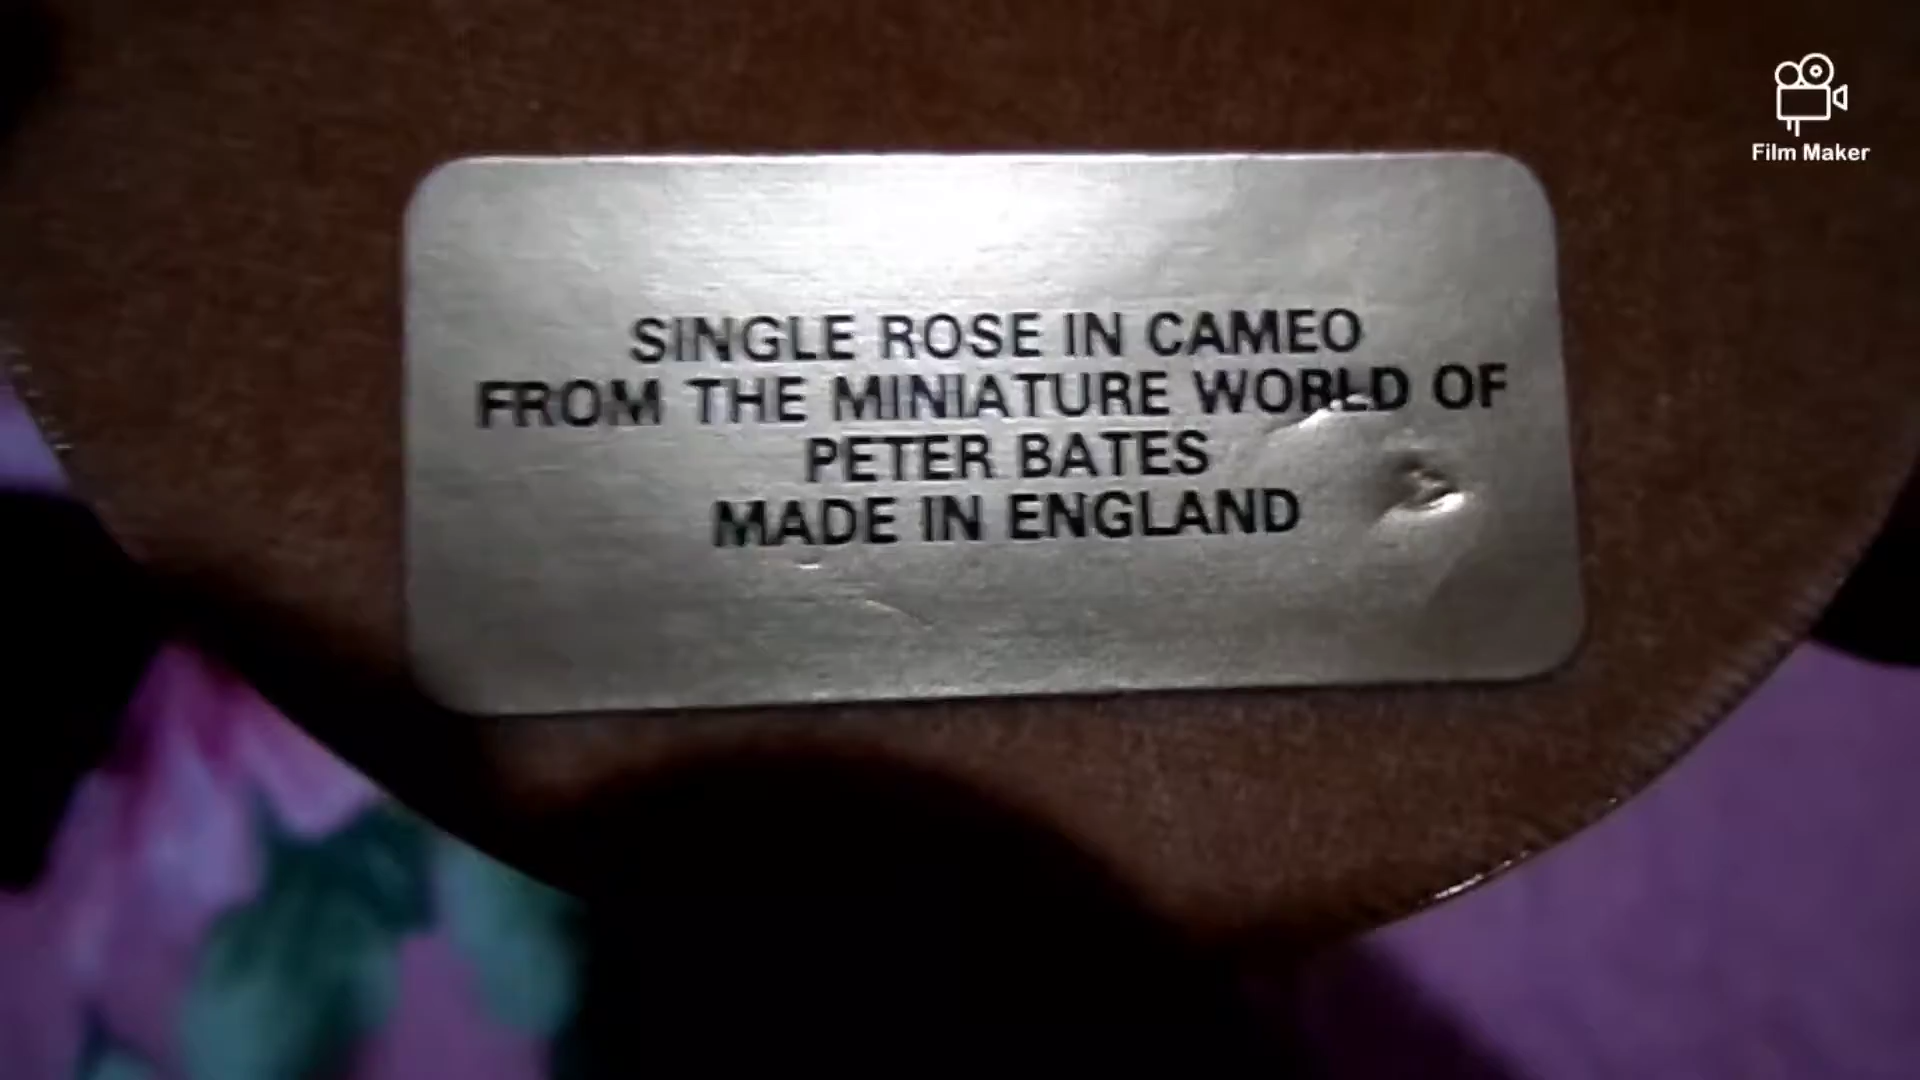 Film Maker
SINGLE ROSE IN CAMEO
FROM THE MINIATURE WORLD OF
PETER BATES
MADE IN ENGLAND